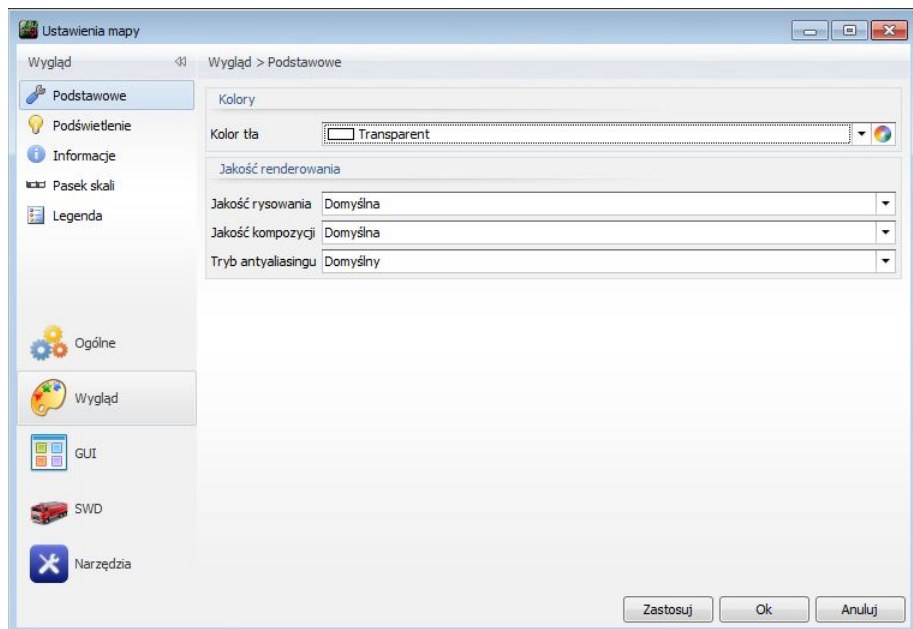 Ustawienia mapy
Wygląd
Wygląd > Podstawowe
Podstawowe
Podświetlenie
Informacje
Pasek skali
Legenda
Kolory
Kolor tła Transparent
Jakość renderowania
Jakość rysowania Domyślna
Jakość kompozycji Domyślna
Tryb antyaliasingu Domyślny
Ogólne
Wygląd
GUI
SWD
Narzędzia
Zastosuj Ok Anuluj